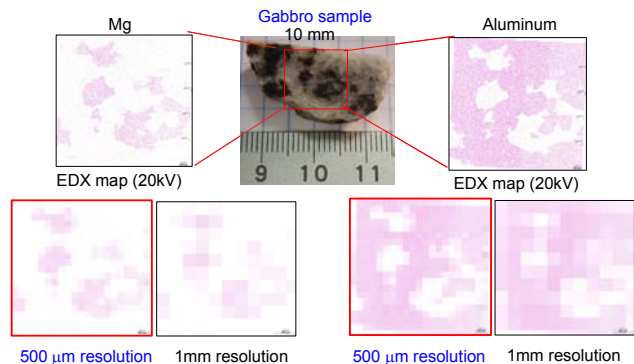 Mg
Gabbro sample
Aluminum
10 mm
9 10 11
EDX map (20kV)
EDX map (20kV)
500 μm resolution
1mm resolution
500 μm resolution
1mm resolution